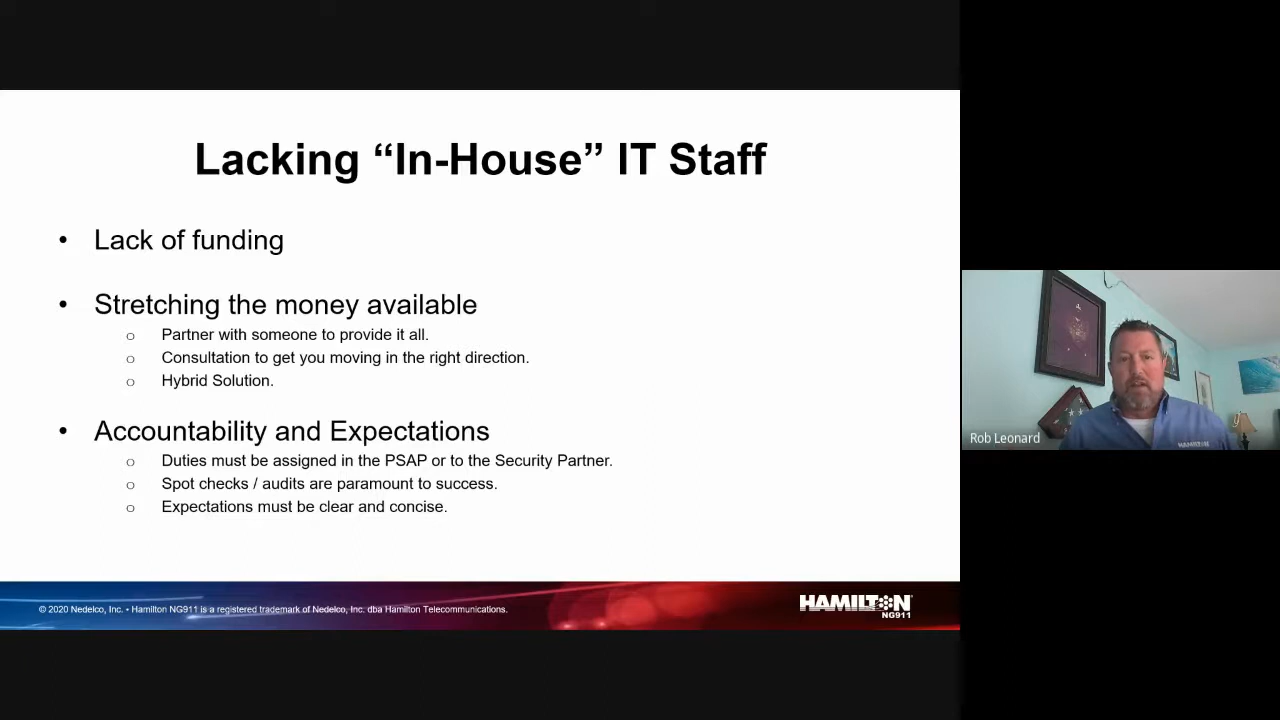 Lacking “In-House” IT Staff
• Lack of funding
• Stretching the money available
o Partner with someone to provide it all.
o Consultation to get you moving in the right direction.
o Hybrid Solution.
• Accountability and Expectations
o Duties must be assigned in the PSAP or to the Security Partner.
o Spot checks / audits are paramount to success.
o Expectations must be clear and concise.
© 2020 Nedelco, Inc. • Hamilton NG911 is a registered trademark of Nedelco, Inc. dba Hamilton Telecommunications.
HAMILTON
NG911
Rob Leonard
HAMILTON